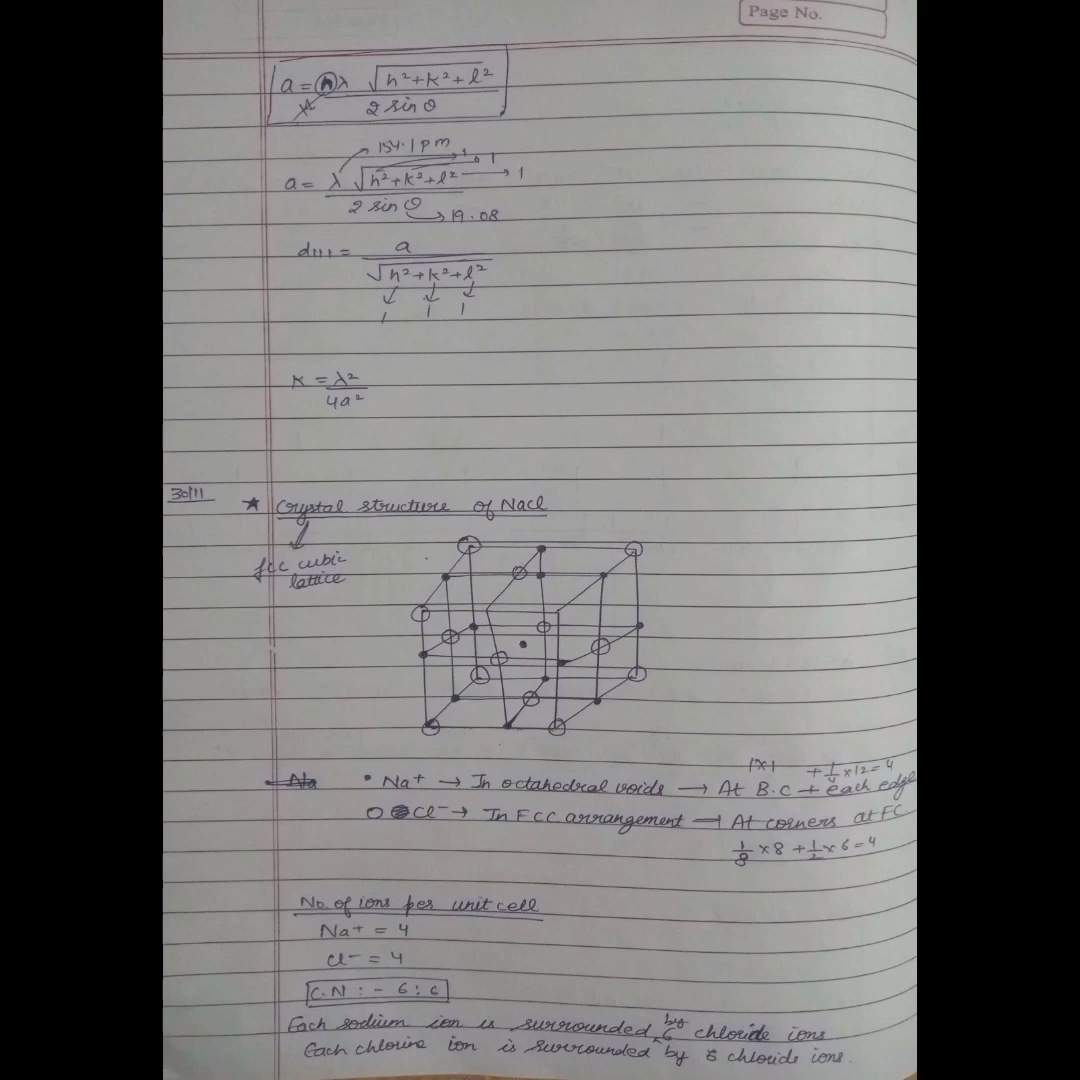 Page No.
a = nλ √h²+k²+l²
2 sin θ
→ 154.1 pm
a = λ √h²+k²+l² → 1
2 sin θ → 19.08
d111 = a
√h²+k²+l²
1 1 1
K = λ²
4a²
30/11
★ Crystal structure of NaCl
fcc cubic
lattice
1×1 + 1/4 × 12 = 4
• Na+ → In octahedral voids → At B.C + each edge
O Cl⁻ → In FCC arrangement → At corners at FC
1/8 × 8 + 1/2 × 6 = 4
No. of ions per unit cell
Na+ = 4
Cl⁻ = 4
C.N :- 6:6
Each sodium ion is surrounded by 6 chloride ions
Each chlorine ion is surrounded by 6 chloride ions.